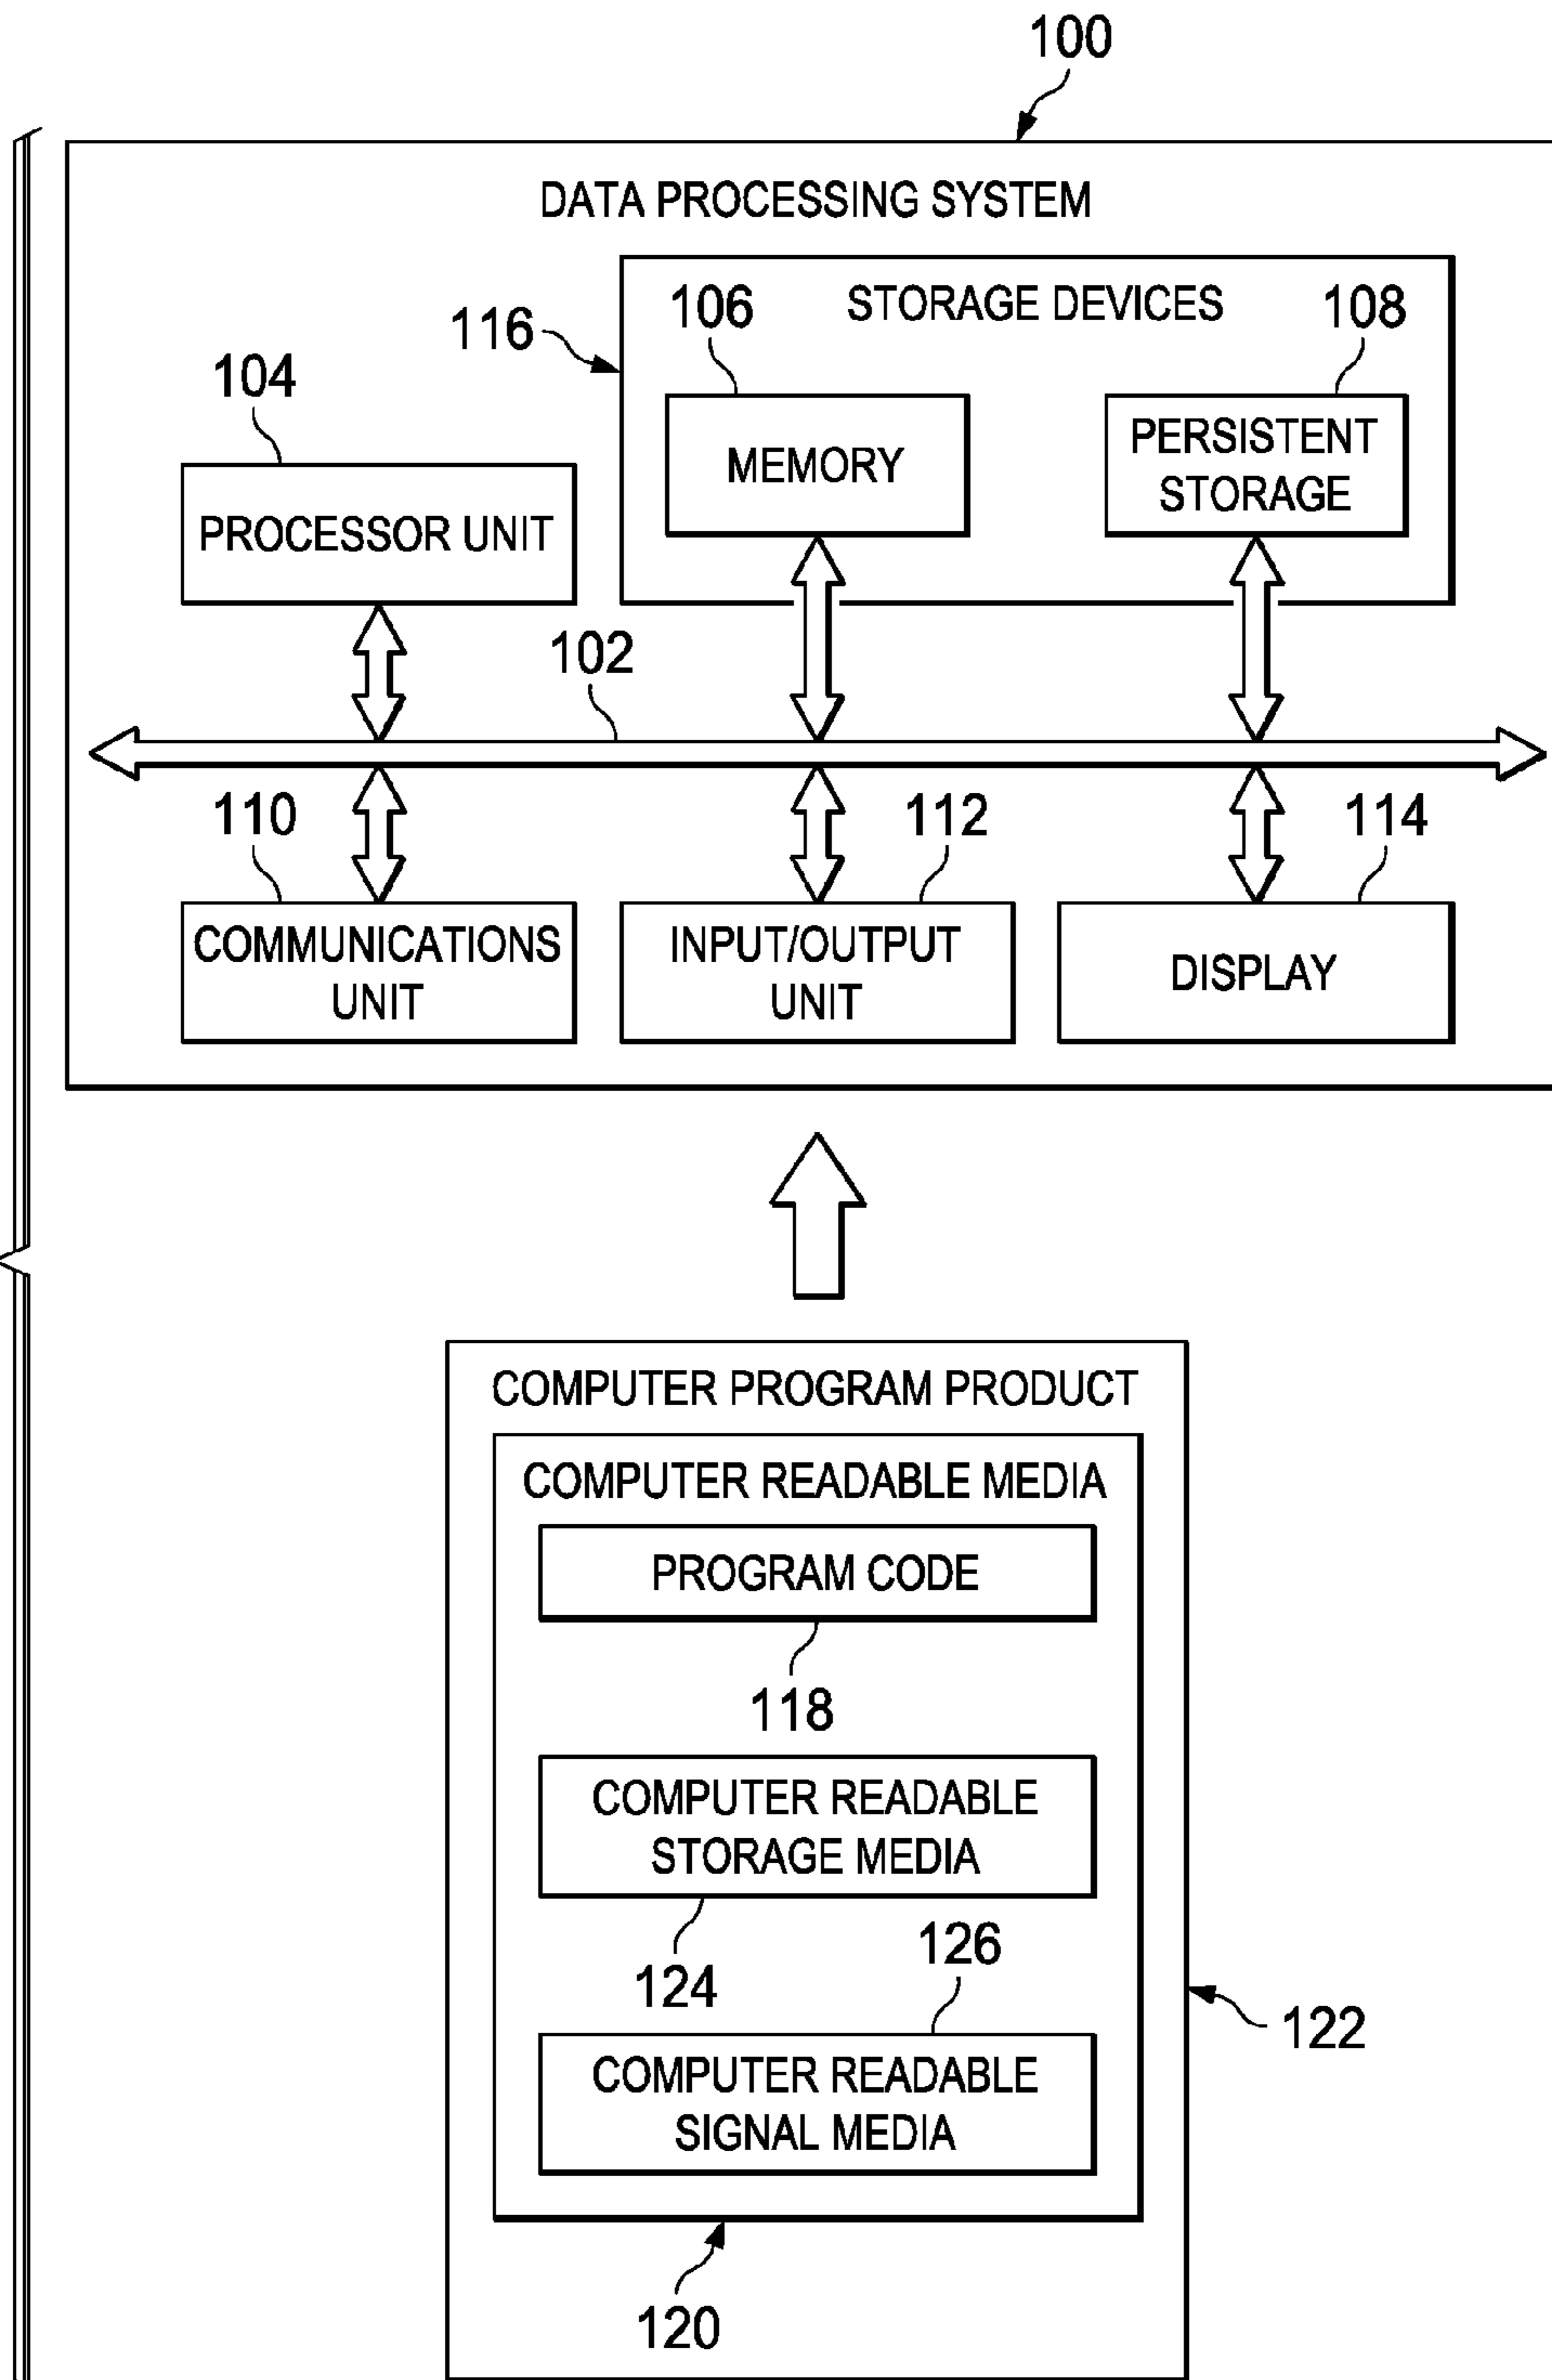 100
DATA PROCESSING SYSTEM
116
106
STORAGE DEVICES
108
104
MEMORY
PERSISTENT
STORAGE
PROCESSOR UNIT
102
110
112
114
COMMUNICATIONS
UNIT
INPUT/OUTPUT
UNIT
DISPLAY
COMPUTER PROGRAM PRODUCT
COMPUTER READABLE MEDIA
PROGRAM CODE
118
COMPUTER READABLE
STORAGE MEDIA
124
126
COMPUTER READABLE
SIGNAL MEDIA
122
120